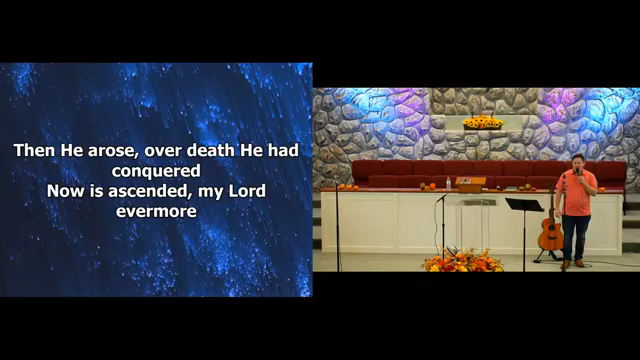 Then He arose, over death He had
conquered
Now is ascended, my Lord
evermore